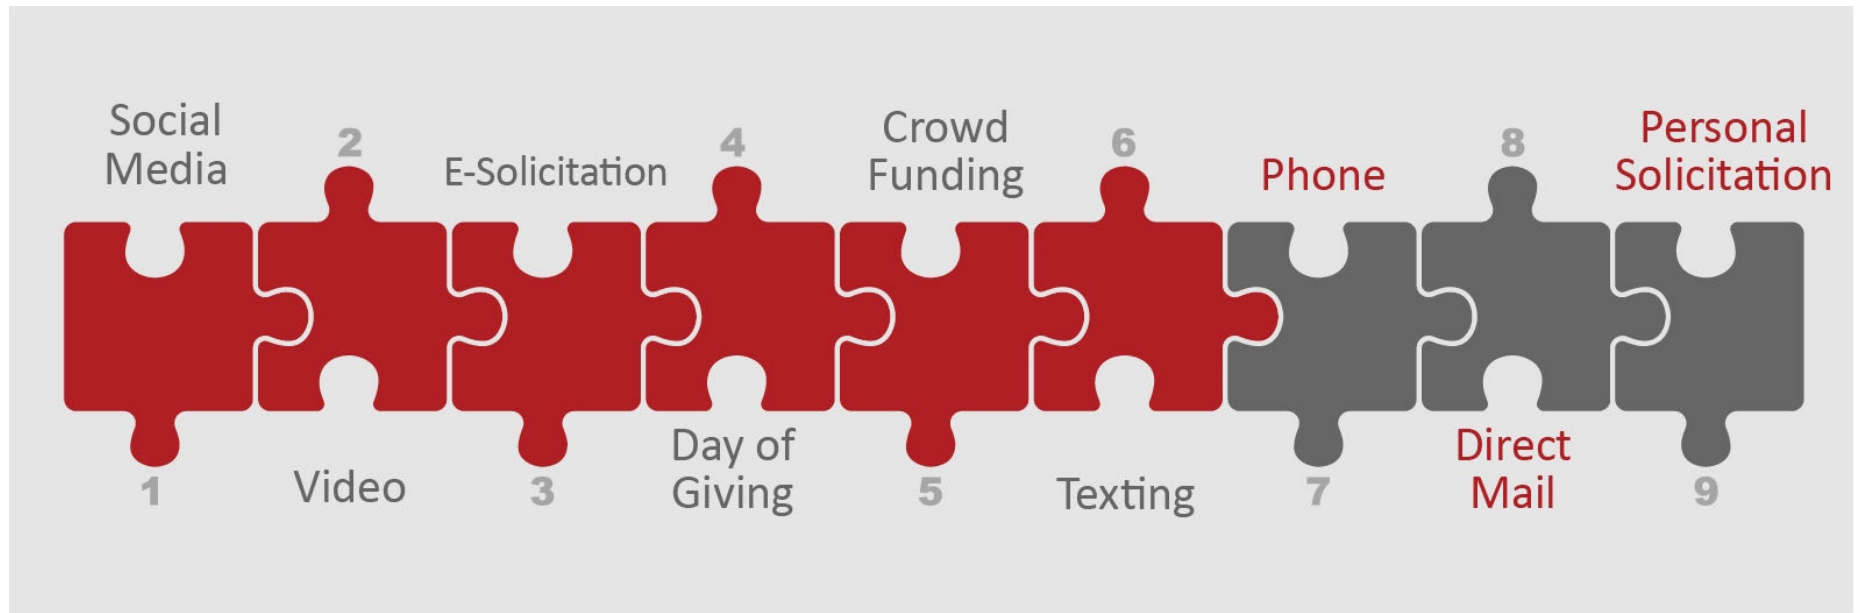 Social
Media
1
2
Video
E-Solicitation
3
4
Day of
Giving
Crowd
Funding
5
6
Texting
Phone
7
8
Direct
Mail
Personal
Solicitation
9